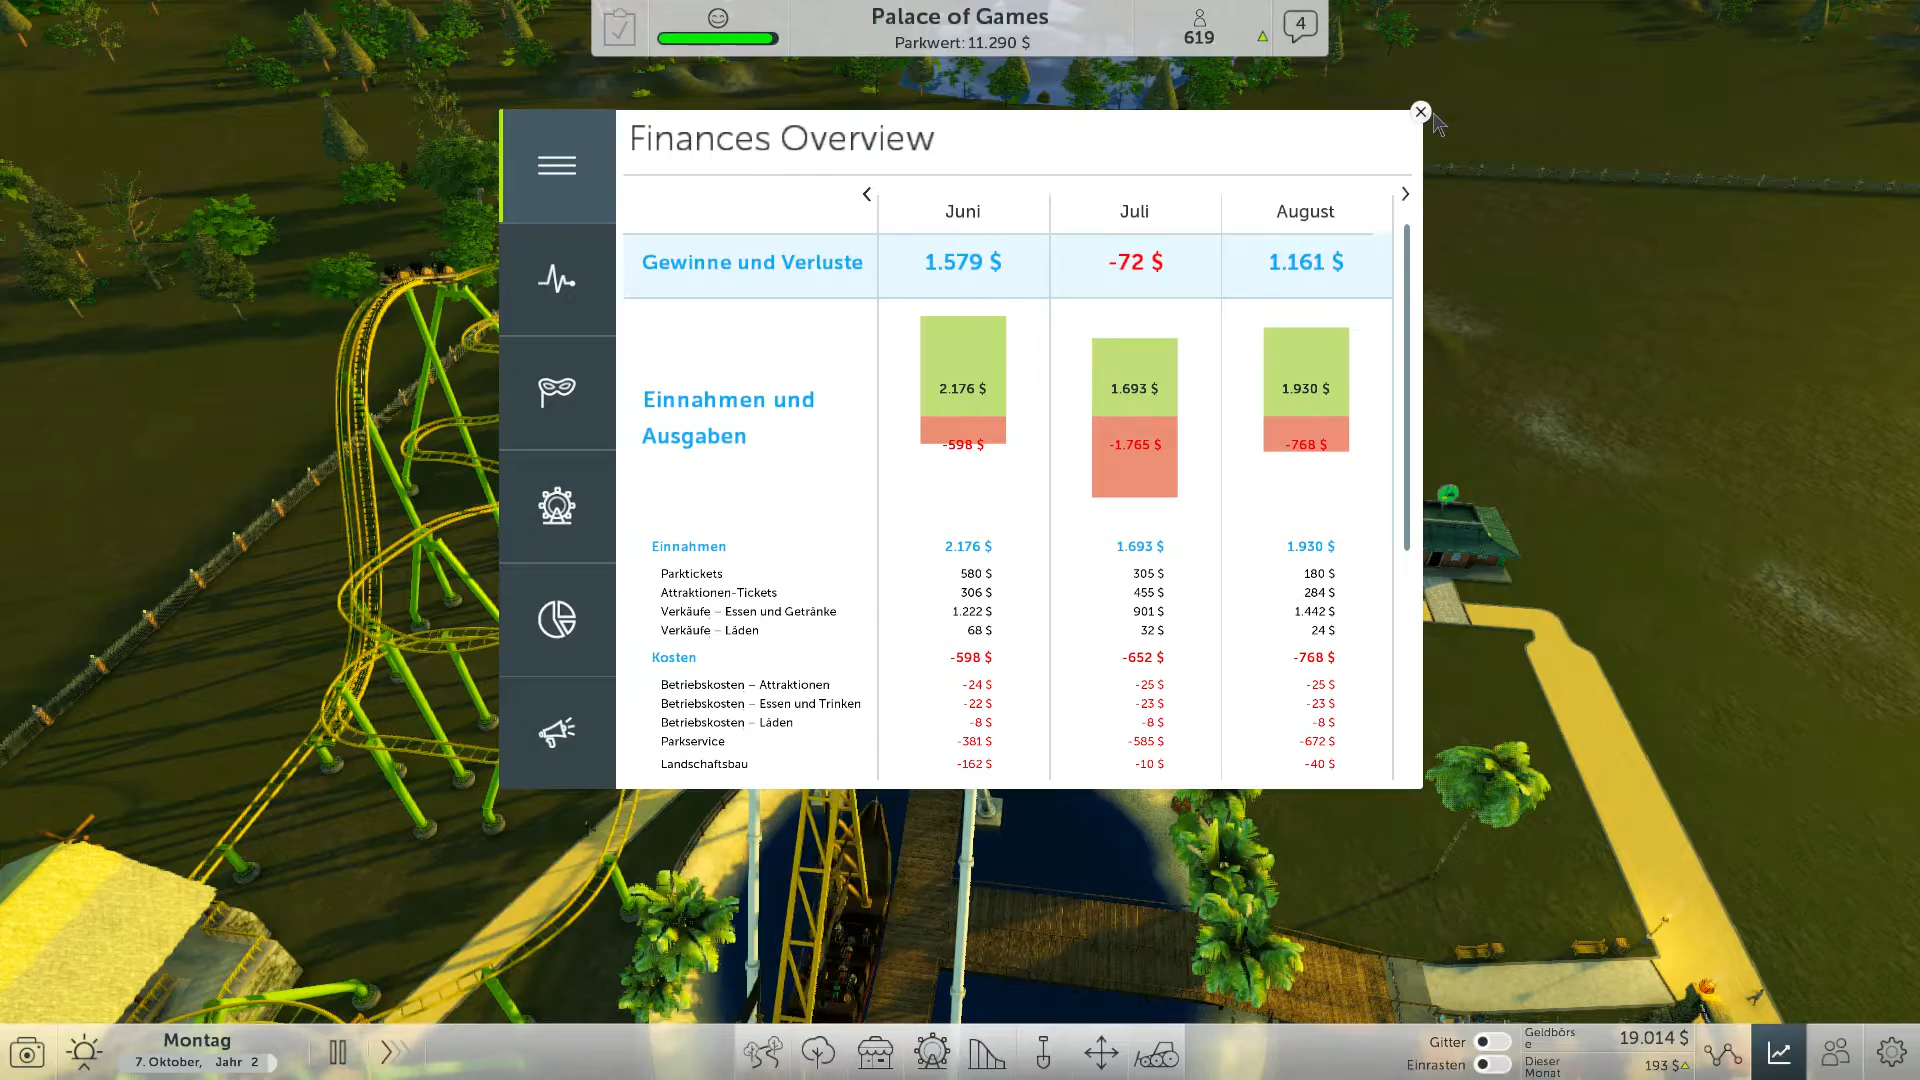 Palace of Games
Parkwert: 11.290 $
619
4
Finances Overview
Juni Juli August
Gewinne und Verluste 1.579 $ -72 $ 1.161 $
Einnahmen und
Ausgaben
2.176 $ 1.693 $ 1.930 $
-598 $ -1.765 $ -768 $
Einnahmen 2.176 $ 1.693 $ 1.930 $
Parktickets 580 $ 305 $ 180 $
Attraktionen-Tickets 306 $ 455 $ 284 $
Verkäufe – Essen und Getränke 1.222 $ 901 $ 1.442 $
Verkäufe – Läden 68 $ 32 $ 24 $
Kosten -598 $ -652 $ -768 $
Betriebskosten – Attraktionen -24 $ -25 $ -25 $
Betriebskosten – Essen und Trinken -22 $ -23 $ -23 $
Betriebskosten – Läden -8 $ -8 $ -8 $
Parkservice -381 $ -585 $ -672 $
Landschaftsbau -162 $ -10 $ -40 $
Montag
7. Oktober, Jahr 2
Gitter
Einrasten
Geldbörs
e
19.014 $
Dieser
Monat
193 $